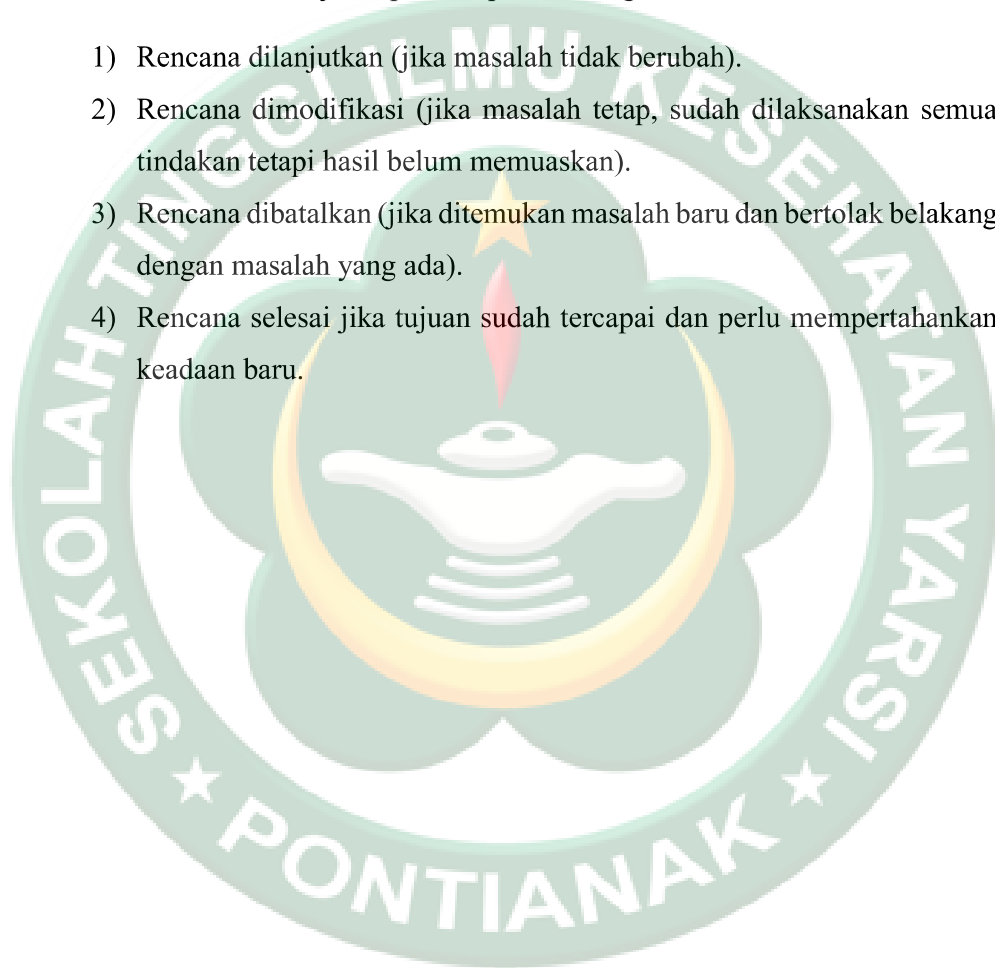 1) Rencana dilanjutkan (jika masalah tidak berubah).
2) Rencana dimodifikasi (jika masalah tetap, sudah dilaksanakan semua
tindakan tetapi hasil belum memuaskan).
3) Rencana dibatalkan (jika ditemukan masalah baru dan bertolak belakang
dengan masalah yang ada).
4) Rencana selesai jika tujuan sudah tercapai dan perlu mempertahankan
keadaan baru.
SEKOLAH TINGGI ILMU KESEHATAN YARSI
PONTIANAK